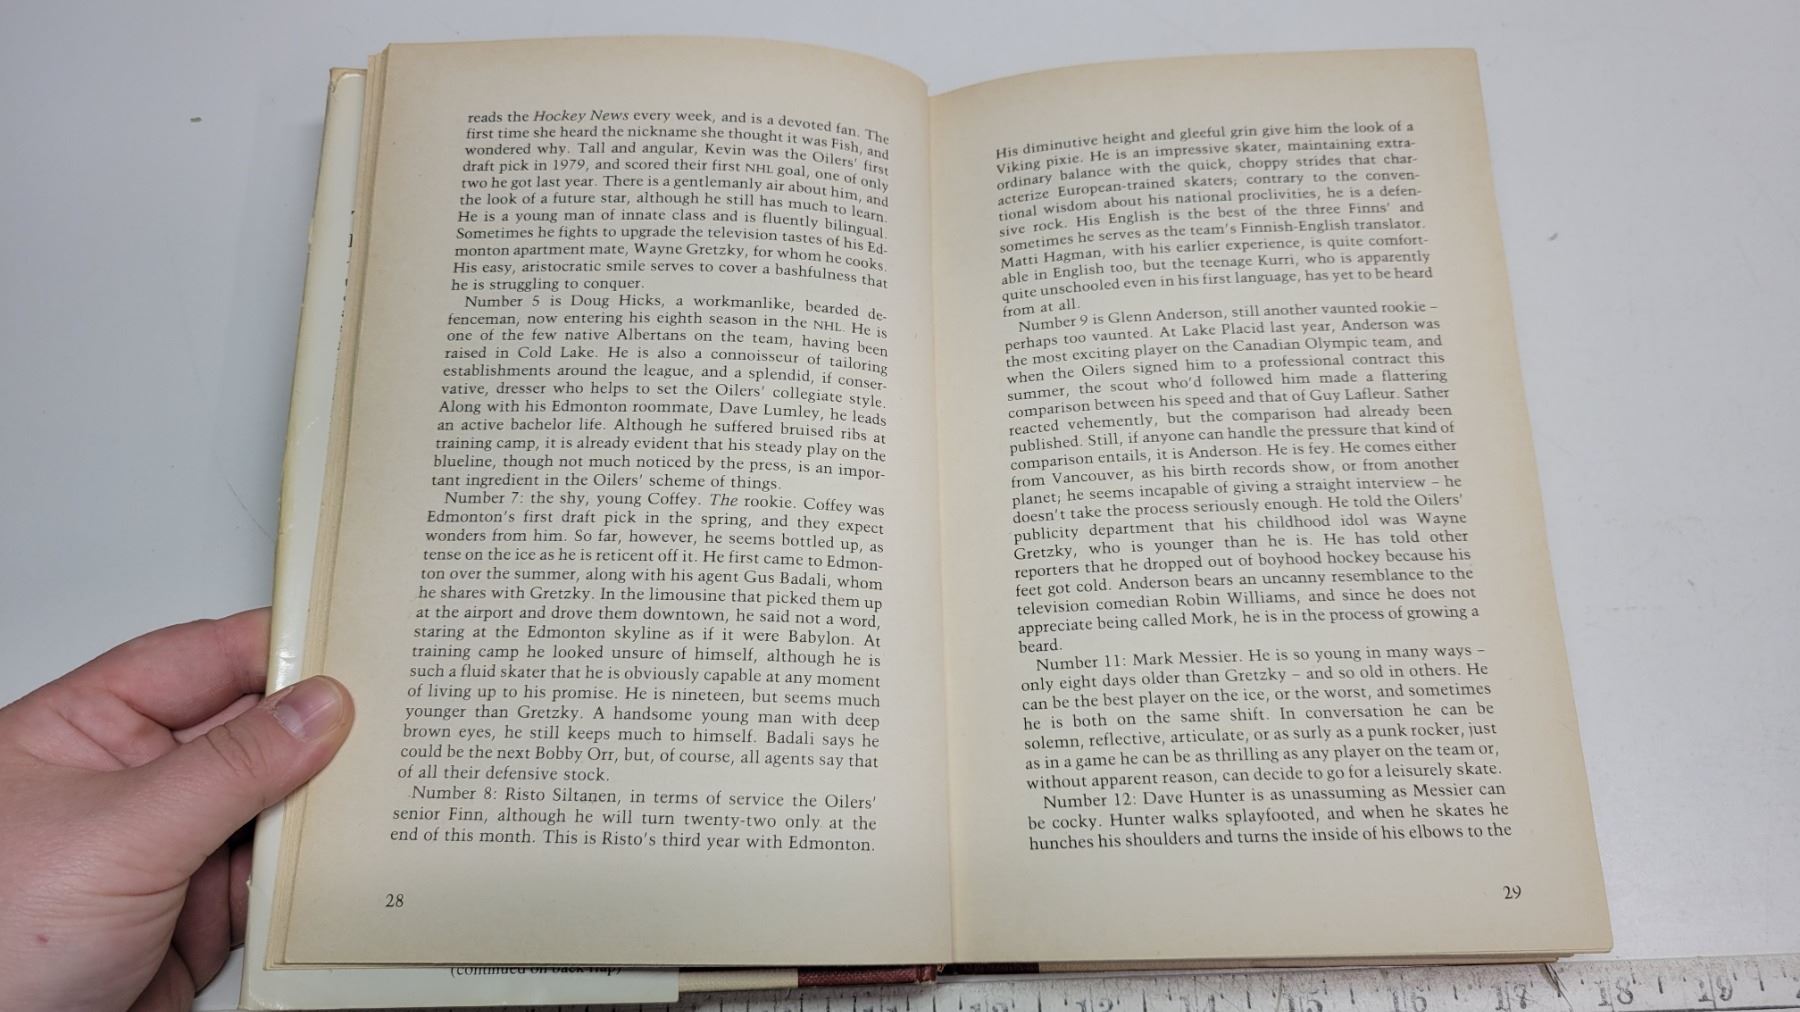 reads the Hockey News every week, and is a devoted fan. The
first time she heard the nickname she thought it was Fish, and
wondered why. Tall and angular, Kevin was the Oilers' first
draft pick in 1979, and scored their first NHL goal, one of only
two he got last year. There is a gentlemanly air about him, and
the look of a future star, although he still has much to learn.
He is a young man of innate class and is fluently bilingual.
Sometimes he fights to upgrade the television tastes of his Ed-
monton apartment mate, Wayne Gretzky, for whom he cooks.
His easy, aristocratic smile serves to cover a bashfulness that
he is struggling to conquer.
Number 5 is Doug Hicks, a workmanlike, bearded de-
fenceman, now entering his eighth season in the NHL. He is
one of the few native Albertans on the team, having been
raised in Cold Lake. He is also a connoisseur of tailoring
establishments around the league, and a splendid, if conser-
vative, dresser who helps to set the Oilers' collegiate style.
Along with his Edmonton roommate, Dave Lumley, he leads
an active bachelor life. Although he suffered bruised ribs at
training camp, it is already evident that his steady play on the
blueline, though not much noticed by the press, is an impor-
tant ingredient in the Oilers' scheme of things.
Number 7: the shy, young Coffey. The rookie. Coffey was
Edmonton's first draft pick in the spring, and they expect
wonders from him. So far, however, he seems bottled up, as
tense on the ice as he is reticent off it. He first came to Edmon-
ton over the summer, along with his agent Gus Badali, whom
he shares with Gretzky. In the limousine that picked them up
at the airport and drove them downtown, he said not a word,
staring at the Edmonton skyline as if it were Babylon. At
training camp he looked unsure of himself, although he is
such a fluid skater that he is obviously capable at any moment
of living up to his promise. He is nineteen, but seems much
younger than Gretzky. A handsome young man with deep
brown eyes, he still keeps much to himself. Badali says he
could be the next Bobby Orr, but, of course, all agents say that
of all their defensive stock.
Number 8: Risto Siltanen, in terms of service the Oilers'
senior Finn, although he will turn twenty-two only at the
end of this month. This is Risto's third year with Edmonton.
28
(continued on back flap)
His diminutive height and gleeful grin give him the look of a
Viking pixie. He is an impressive skater, maintaining extra-
ordinary balance with the quick, choppy strides that char-
acterize European-trained skaters; contrary to the conven-
tional wisdom about his national proclivities, he is a defen-
sive rock. His English is the best of the three Finns' and
sometimes he serves as the team's Finnish-English translator.
Matti Hagman, with his earlier experience, is quite comfort-
able in English too, but the teenage Kurri, who is apparently
quite unschooled even in his first language, has yet to be heard
from at all.
Number 9 is Glenn Anderson, still another vaunted rookie –
perhaps too vaunted. At Lake Placid last year, Anderson was
the most exciting player on the Canadian Olympic team, and
when the Oilers signed him to a professional contract this
summer, the scout who'd followed him made a flattering
comparison between his speed and that of Guy Lafleur. Sather
reacted vehemently, but the comparison had already been
published. Still, if anyone can handle the pressure that kind of
comparison entails, it is Anderson. He is fey. He comes either
from Vancouver, as his birth records show, or from another
planet; he seems incapable of giving a straight interview – he
doesn't take the process seriously enough. He told the Oilers'
publicity department that his childhood idol was Wayne
Gretzky, who is younger than he is. He has told other
reporters that he dropped out of boyhood hockey because his
feet got cold. Anderson bears an uncanny resemblance to the
television comedian Robin Williams, and since he does not
appreciate being called Mork, he is in the process of growing a
beard.
Number 11: Mark Messier. He is so young in many ways –
only eight days older than Gretzky – and so old in others. He
can be the best player on the ice, or the worst, and sometimes
he is both on the same shift. In conversation he can be
solemn, reflective, articulate, or as surly as a punk rocker, just
as in a game he can be as thrilling as any player on the team or,
without apparent reason, can decide to go for a leisurely skate.
Number 12: Dave Hunter is as unassuming as Messier can
be cocky. Hunter walks splayfooted, and when he skates he
hunches his shoulders and turns the inside of his elbows to the
29
15 16 17 18 19